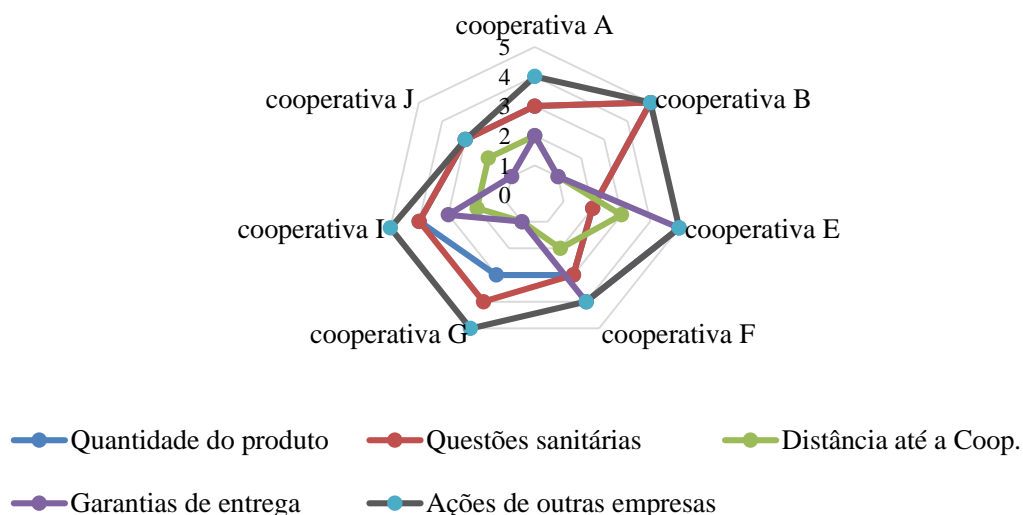 cooperativa A
5
4
3
2
1
0
cooperativa B
cooperativa E
cooperativa F
cooperativa G
cooperativa I
cooperativa J
Quantidade do produto
Questões sanitárias
Distância até a Coop.
Garantias de entrega
Ações de outras empresas